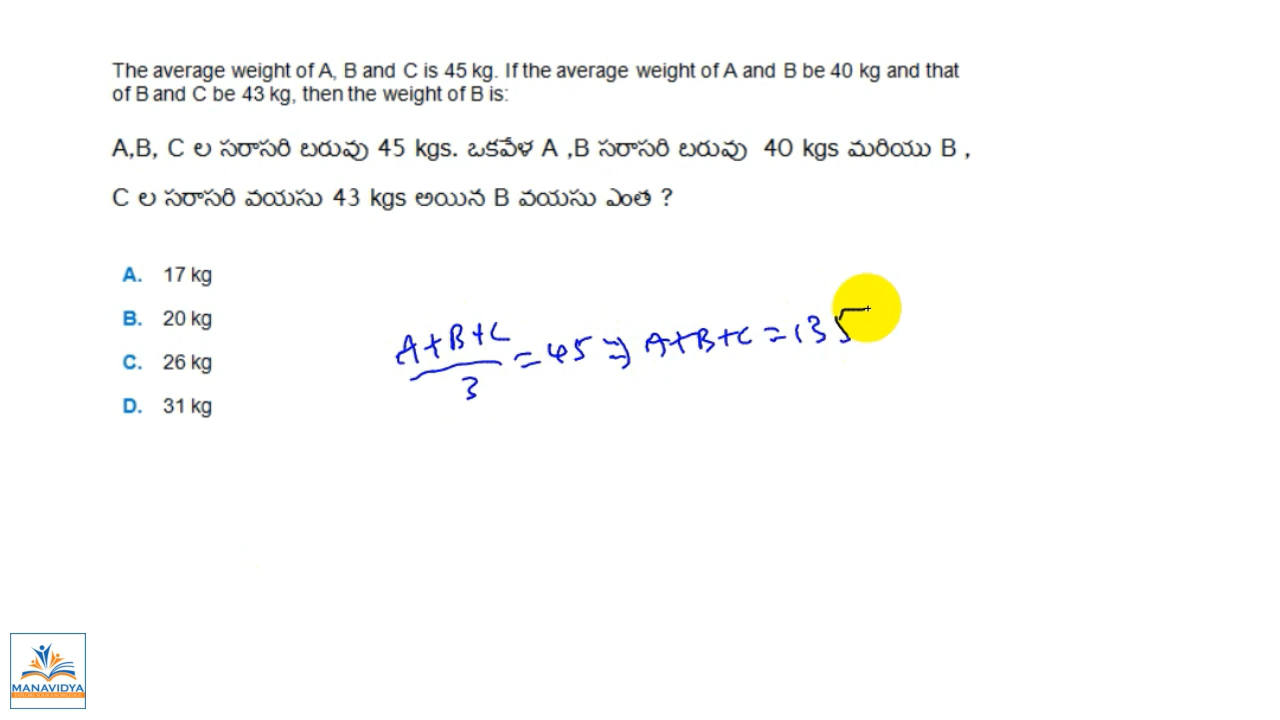 The average weight of A, B and C is 45 kg. If the average weight of A and B be 40 kg and that
of B and C be 43 kg, then the weight of B is:
A,B, C ల సరాసరి బరువు 45 kgs. ఒకవేళ A ,B సరాసరి బరువు 40 kgs మరియు B ,
C ల సరాసరి వయసు 43 kgs అయిన B వయసు ఎంత ?
A. 17 kg
B. 20 kg
C. 26 kg
D. 31 kg
A+B+C
3
= 45 ⇒ A+B+C = 135
MANAVIDYA